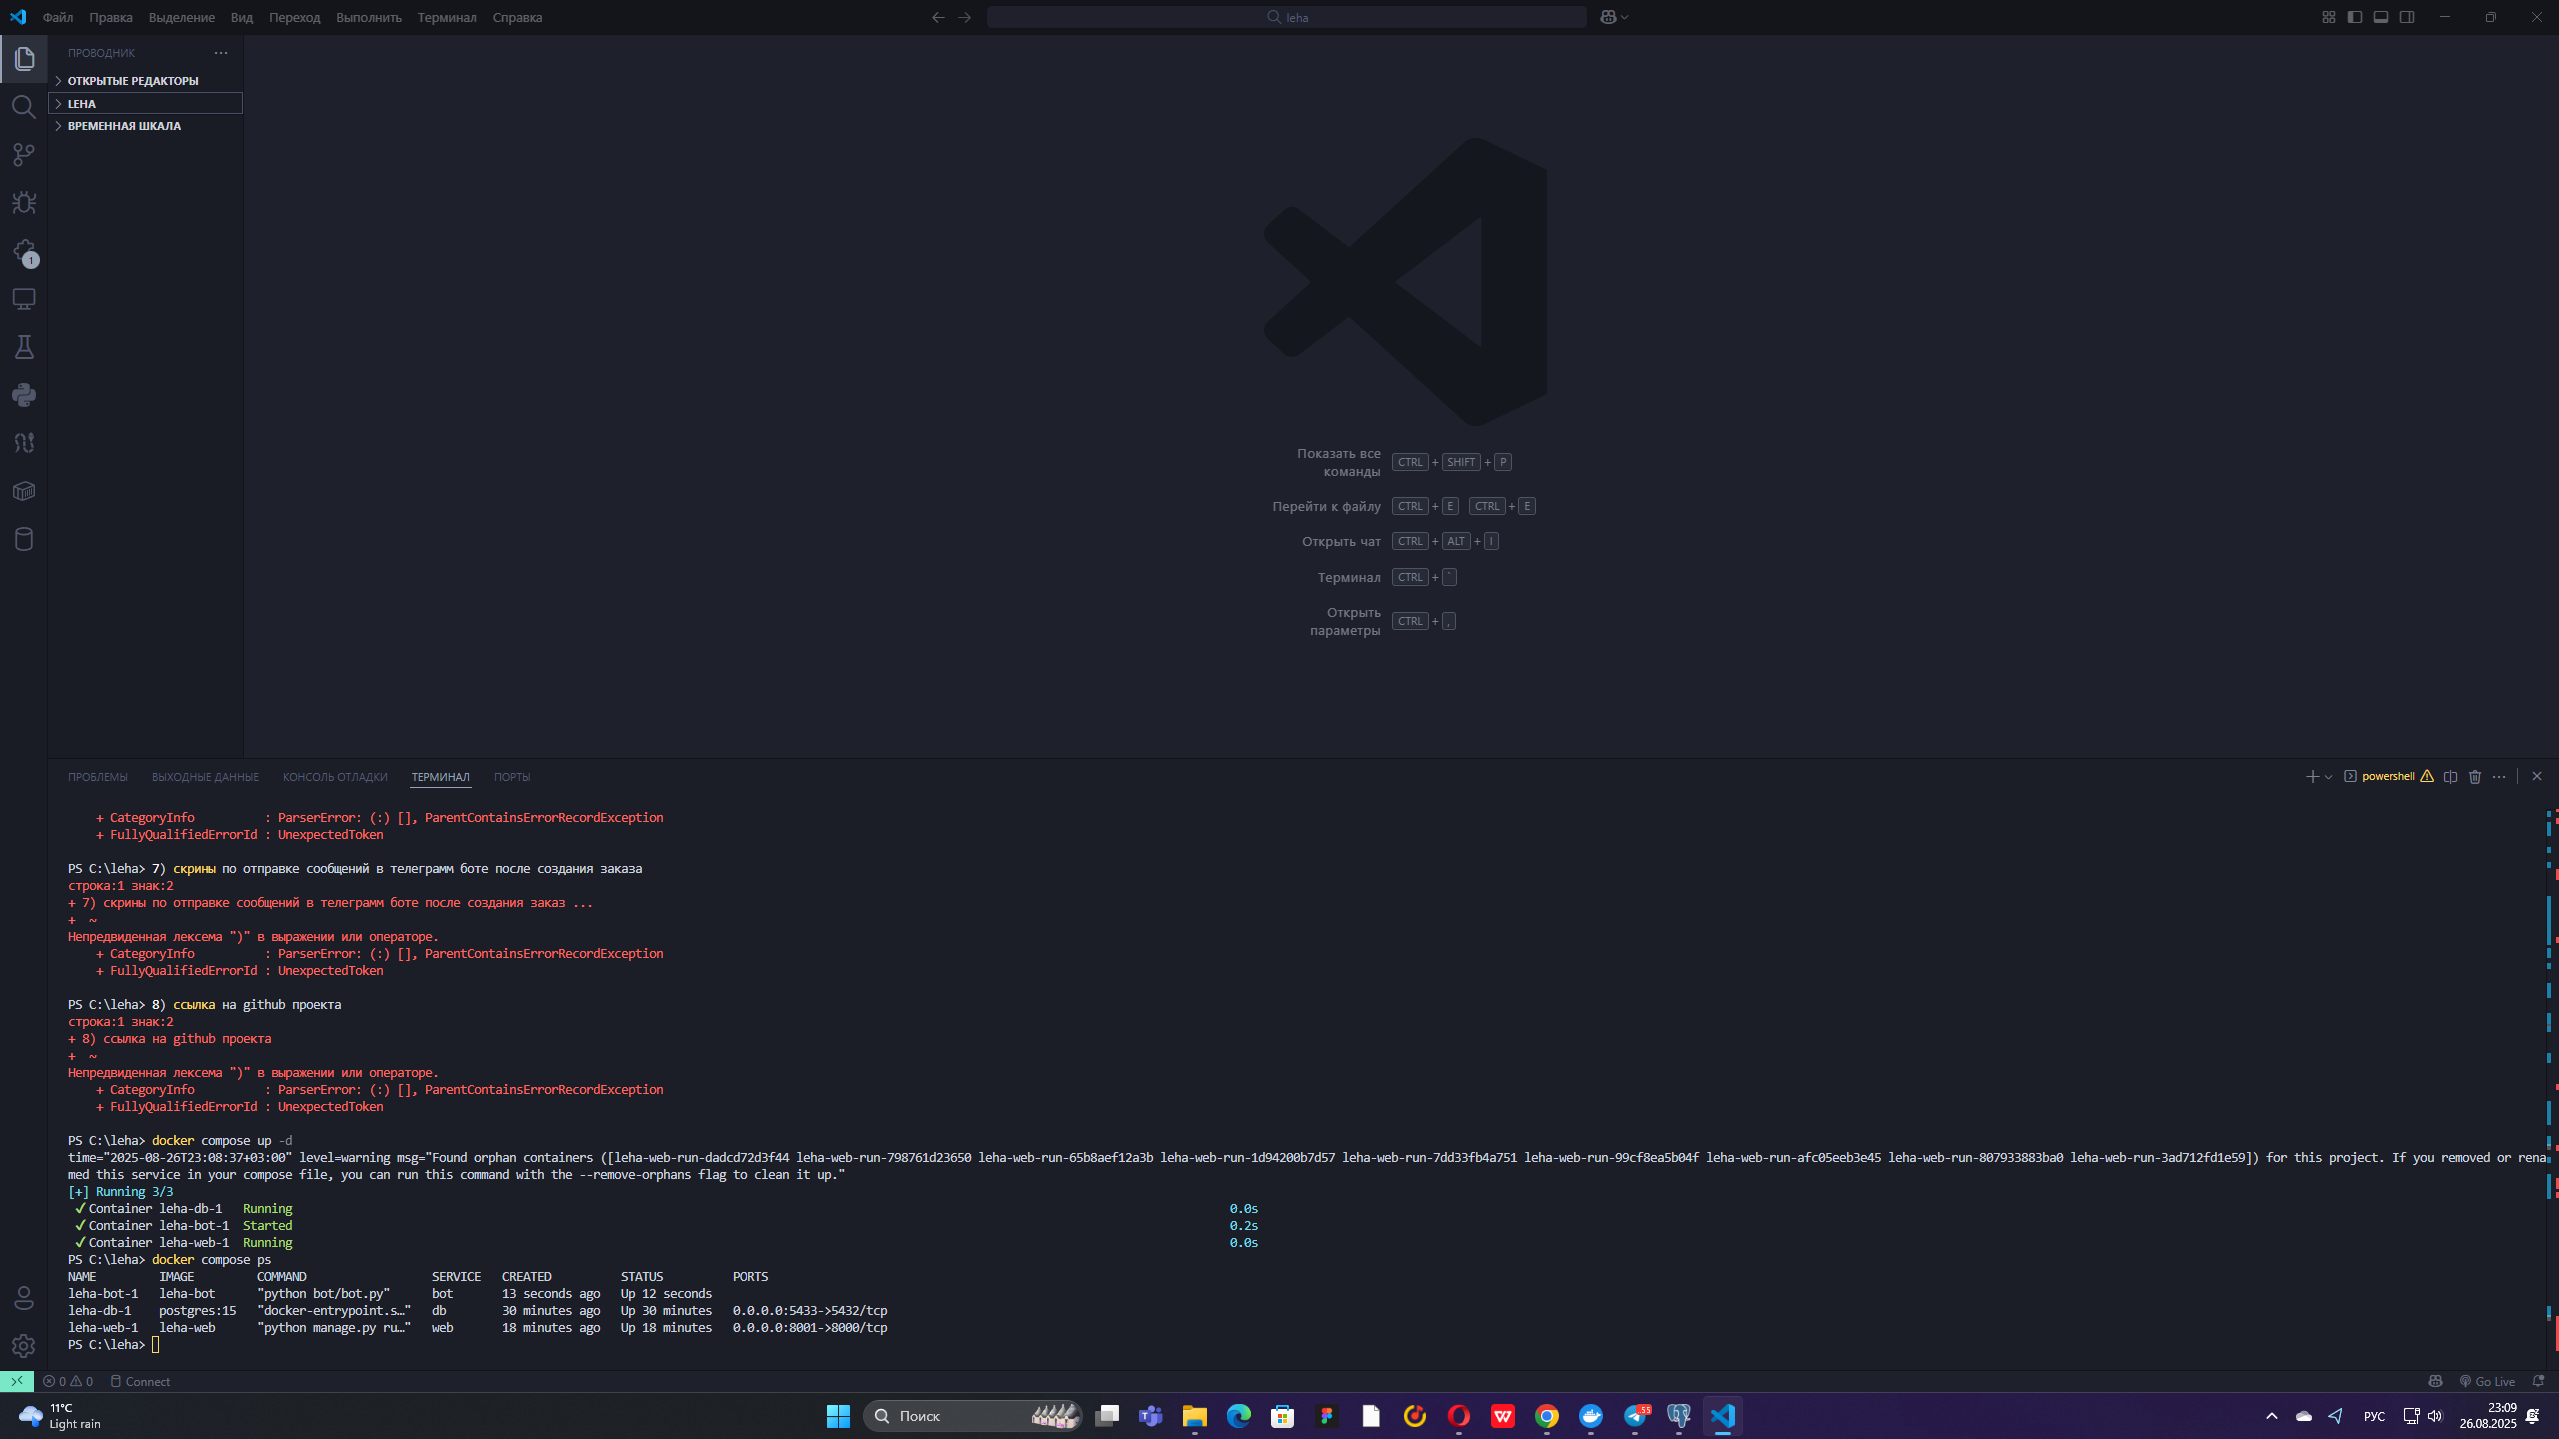 Файл Правка Выделение Вид Переход Выполнить Терминал Справка
leha
ПРОВОДНИК
ОТКРЫТЫЕ РЕДАКТОРЫ
LEHA
ВРЕМЕННАЯ ШКАЛА
1
Показать все
команды
CTRL + SHIFT + P
Перейти к файлу CTRL + E CTRL + E
Открыть чат CTRL + ALT + I
Терминал CTRL + `
Открыть
параметры
CTRL + ,
ПРОБЛЕМЫ ВЫХОДНЫЕ ДАННЫЕ КОНСОЛЬ ОТЛАДКИ ТЕРМИНАЛ ПОРТЫ
powershell
+ CategoryInfo          : ParserError: (:) [], ParentContainsErrorRecordException
+ FullyQualifiedErrorId : UnexpectedToken
PS C:\leha> 7) скрины по отправке сообщений в телеграмм боте после создания заказа
строка:1 знак:2
+ 7) скрины по отправке сообщений в телеграмм боте после создания заказ ...
+  ~
Непредвиденная лексема ")" в выражении или операторе.
+ CategoryInfo          : ParserError: (:) [], ParentContainsErrorRecordException
+ FullyQualifiedErrorId : UnexpectedToken
PS C:\leha> 8) ссылка на github проекта
строка:1 знак:2
+ 8) ссылка на github проекта
+  ~
Непредвиденная лексема ")" в выражении или операторе.
+ CategoryInfo          : ParserError: (:) [], ParentContainsErrorRecordException
+ FullyQualifiedErrorId : UnexpectedToken
PS C:\leha> docker compose up -d
time="2025-08-26T23:08:37+03:00" level=warning msg="Found orphan containers ([leha-web-run-dadcd72d3f44 leha-web-run-798761d23650 leha-web-run-65b8aef12a3b leha-web-run-1d94200b7d57 leha-web-run-7dd33fb4a751 leha-web-run-99cf8ea5b04f leha-web-run-afc05eeb3e45 leha-web-run-807933883ba0 leha-web-run-3ad712fd1e59]) for this project. If you removed or rena
med this service in your compose file, you can run this command with the --remove-orphans flag to clean it up."
[+] Running 3/3
✔ Container leha-db-1   Running 0.0s
✔ Container leha-bot-1  Started 0.2s
✔ Container leha-web-1  Running 0.0s
PS C:\leha> docker compose ps
NAME         IMAGE         COMMAND                  SERVICE   CREATED          STATUS          PORTS
leha-bot-1   leha-bot      "python bot/bot.py"      bot       13 seconds ago   Up 12 seconds
leha-db-1    postgres:15   "docker-entrypoint.s…"   db        30 minutes ago   Up 30 minutes   0.0.0.0:5433->5432/tcp
leha-web-1   leha-web      "python manage.py ru…"   web       18 minutes ago   Up 18 minutes   0.0.0.0:8001->8000/tcp
PS C:\leha>
0 0 Connect
Go Live
11°C
Light rain
Поиск
55
РУС
23:09
26.08.2025